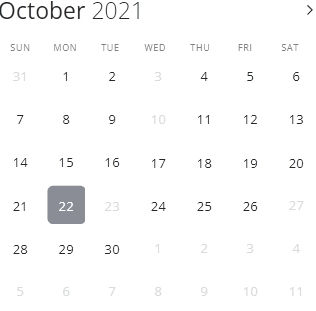 October 2021
SUN MON TUE WED THU FRI SAT
31 1 2 3 4 5 6
7 8 9 10 11 12 13
14 15 16 17 18 19 20
21 22 23 24 25 26 27
28 29 30 1 2 3 4
5 6 7 8 9 10 11